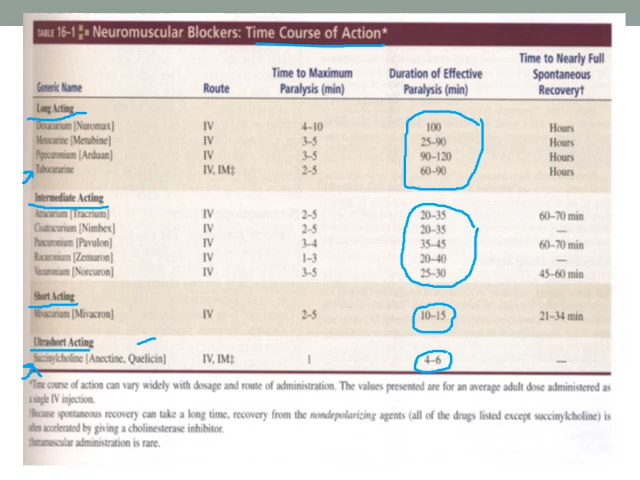 TABLE 16–1 Neuromuscular Blockers: Time Course of Action*
Generic Name Route Time to Maximum Paralysis (min) Duration of Effective Paralysis (min) Time to Nearly Full Spontaneous Recovery†
Long Acting
Doxacurium [Nuromax] IV 4–10 100 Hours
Metocurine [Metubine] IV 3–5 25–90 Hours
Pipecuronium [Arduan] IV 3–5 90–120 Hours
Tubocurarine IV, IM‡ 2–5 60–90 Hours
Intermediate Acting
Atracurium [Tracrium] IV 2–5 20–35 60–70 min
Cisatracurium [Nimbex] IV 2–5 20–35 —
Pancuronium [Pavulon] IV 3–4 35–45 60–70 min
Rocuronium [Zemuron] IV 1–3 20–40 —
Vecuronium [Norcuron] IV 3–5 25–30 45–60 min
Short Acting
Mivacurium [Mivacron] IV 2–5 10–15 21–34 min
Ultrashort Acting
Succinylcholine [Anectine, Quelicin] IV, IM‡ 1 4–6 —
*Time course of action can vary widely with dosage and route of administration. The values presented are for an average adult dose administered as
a single IV injection.
†Because spontaneous recovery can take a long time, recovery from the nondepolarizing agents (all of the drugs listed except succinylcholine) is
often accelerated by giving a cholinesterase inhibitor.
‡Intramuscular administration is rare.